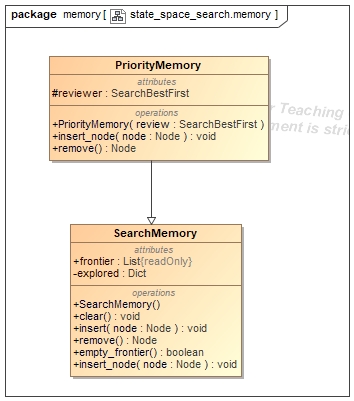 package memory[ state_space_search.memory ]
PriorityMemory
attributes
#reviewer : SearchBestFirst
operations
+PriorityMemory( review : SearchBestFirst )
+insert_node( node : Node ) : void
+remove() : Node
r Teaching
ment is stric
SearchMemory
attributes
+frontier : List{readOnly}
-explored : Dict
operations
+SearchMemory()
+clear() : void
+insert( node : Node ) : void
+remove() : Node
+empty_frontier() : boolean
+insert_node( node : Node ) : void